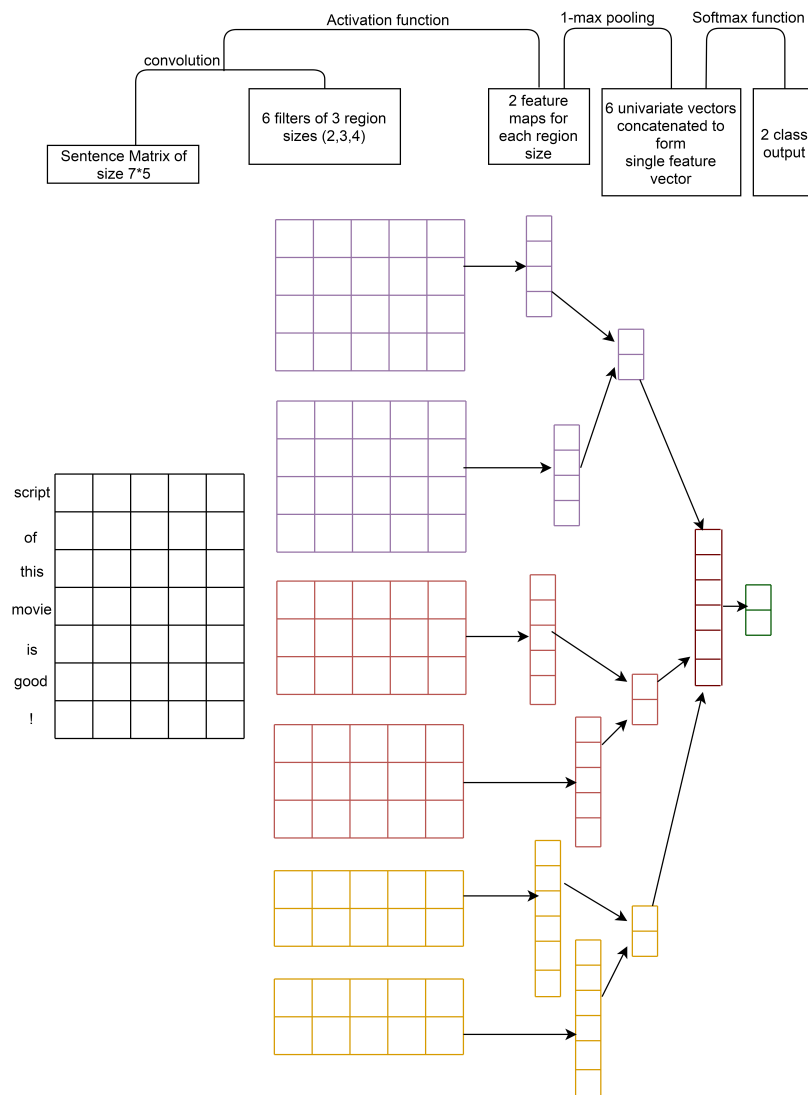 Activation function
1-max pooling
Softmax function
convolution
6 filters of 3 region
sizes (2,3,4)
2 feature
maps for
each region
size
6 univariate vectors
concatenated to
form
single feature
vector
2 class
output
Sentence Matrix of
size 7*5
script
of
this
movie
is
good
!